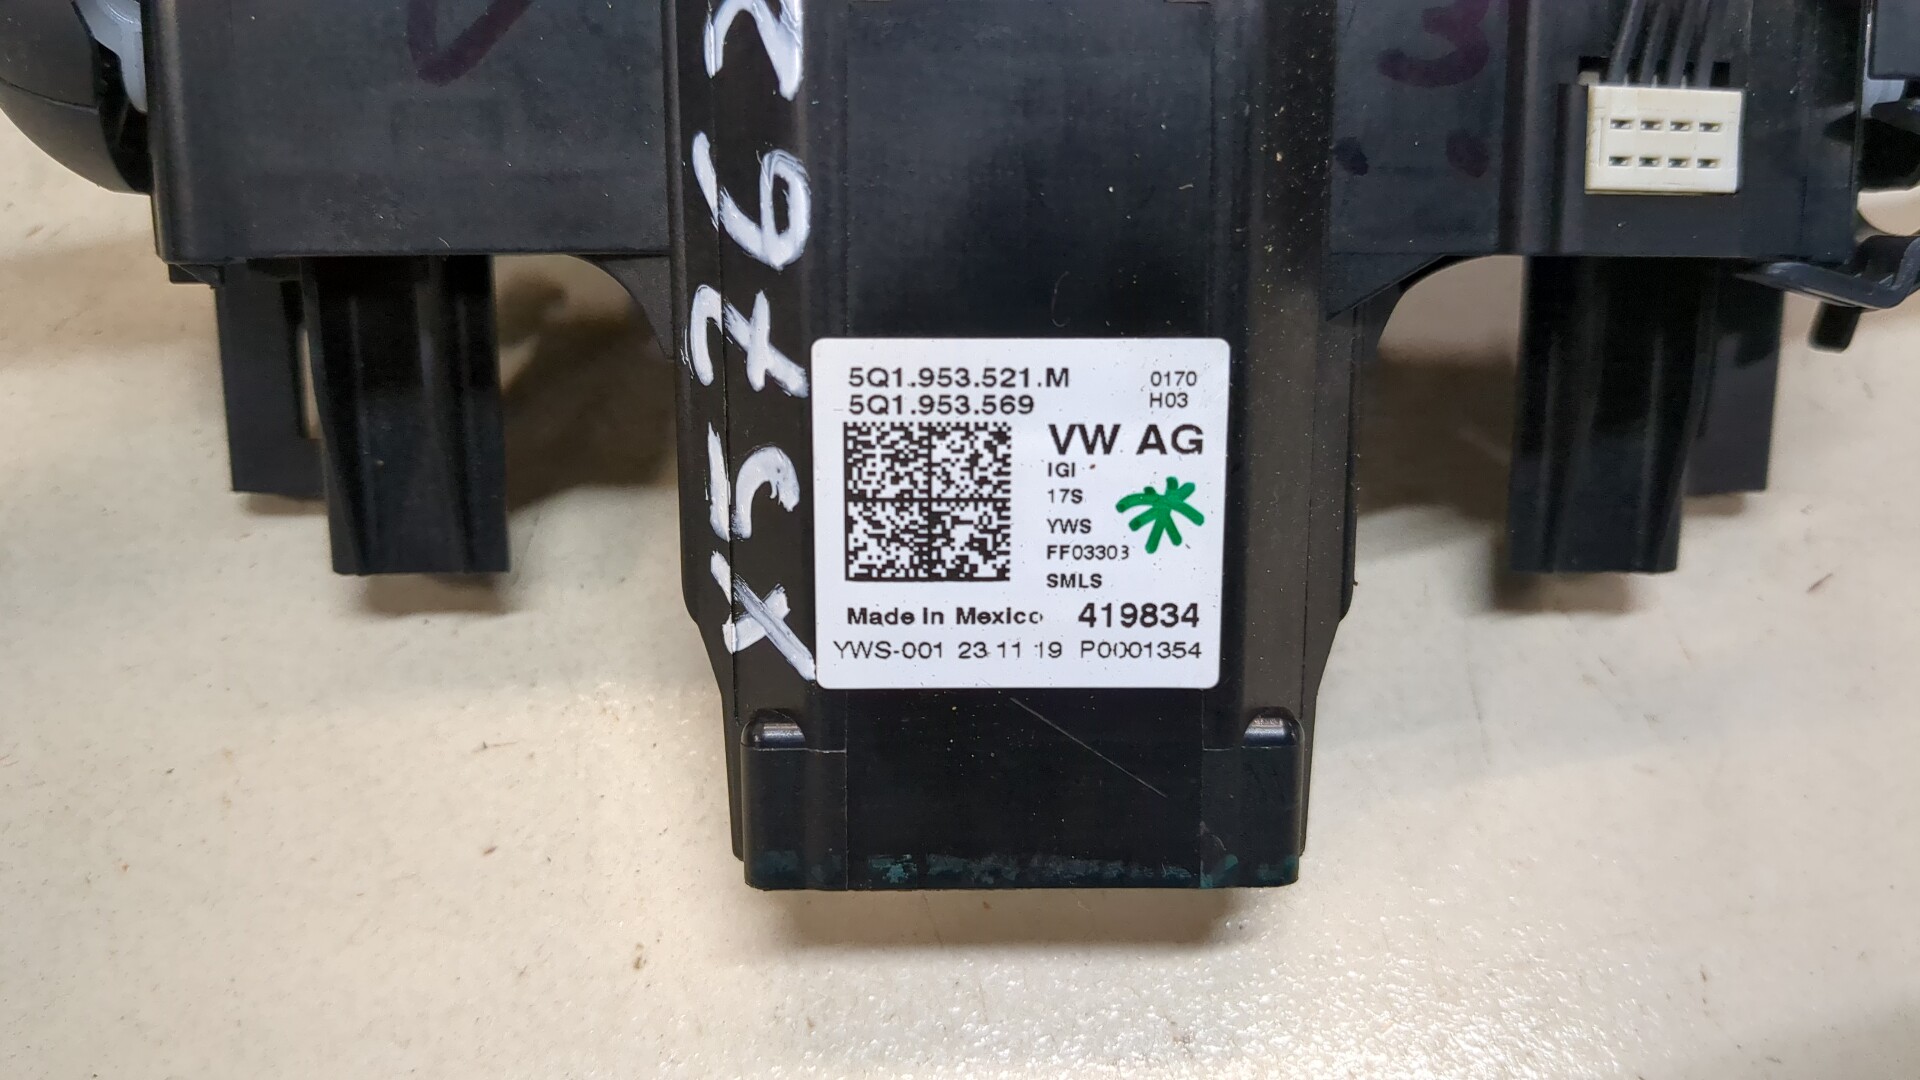 5Q1.953.521.M 0170
5Q1.953.569 H03
VW AG
IGI
17S
YWS
FF03303
SMLS
Made In Mexico 419834
YWS-001 23 11 19 P0001354